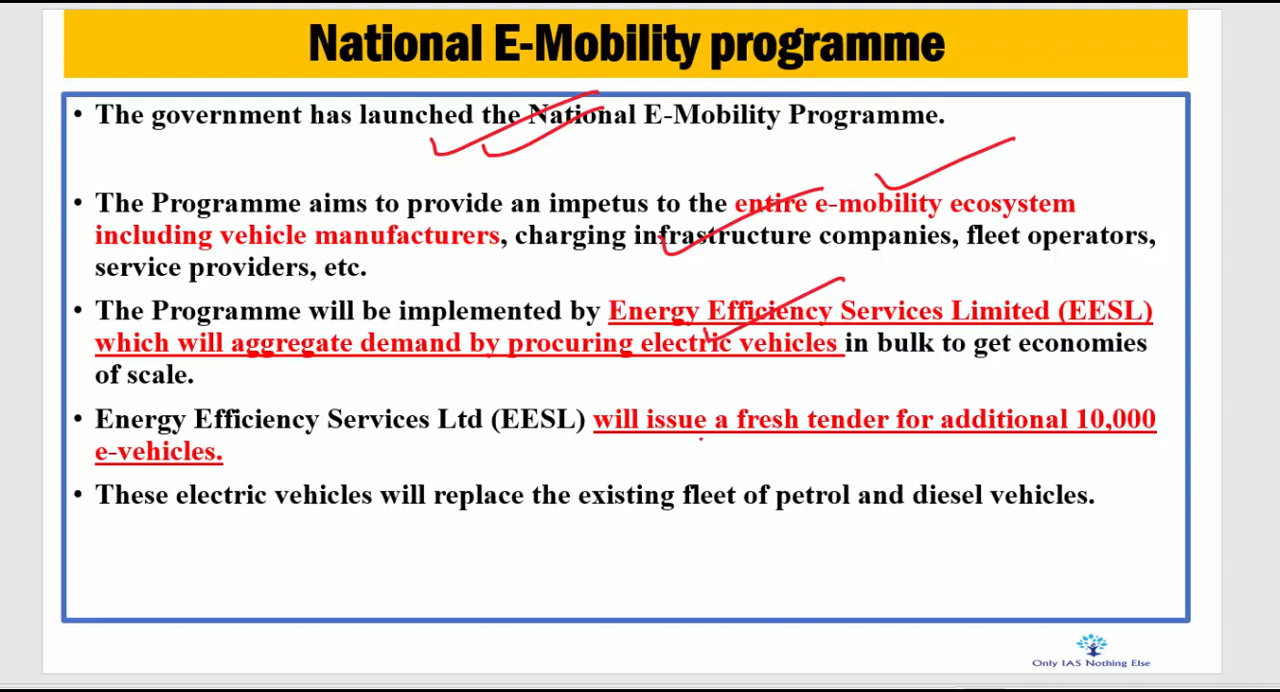 National E-Mobility programme
• The government has launched the National E-Mobility Programme.
• The Programme aims to provide an impetus to the entire e-mobility ecosystem
including vehicle manufacturers, charging infrastructure companies, fleet operators,
service providers, etc.
• The Programme will be implemented by Energy Efficiency Services Limited (EESL)
which will aggregate demand by procuring electric vehicles in bulk to get economies
of scale.
• Energy Efficiency Services Ltd (EESL) will issue a fresh tender for additional 10,000
e-vehicles.
• These electric vehicles will replace the existing fleet of petrol and diesel vehicles.
Only IAS Nothing Else